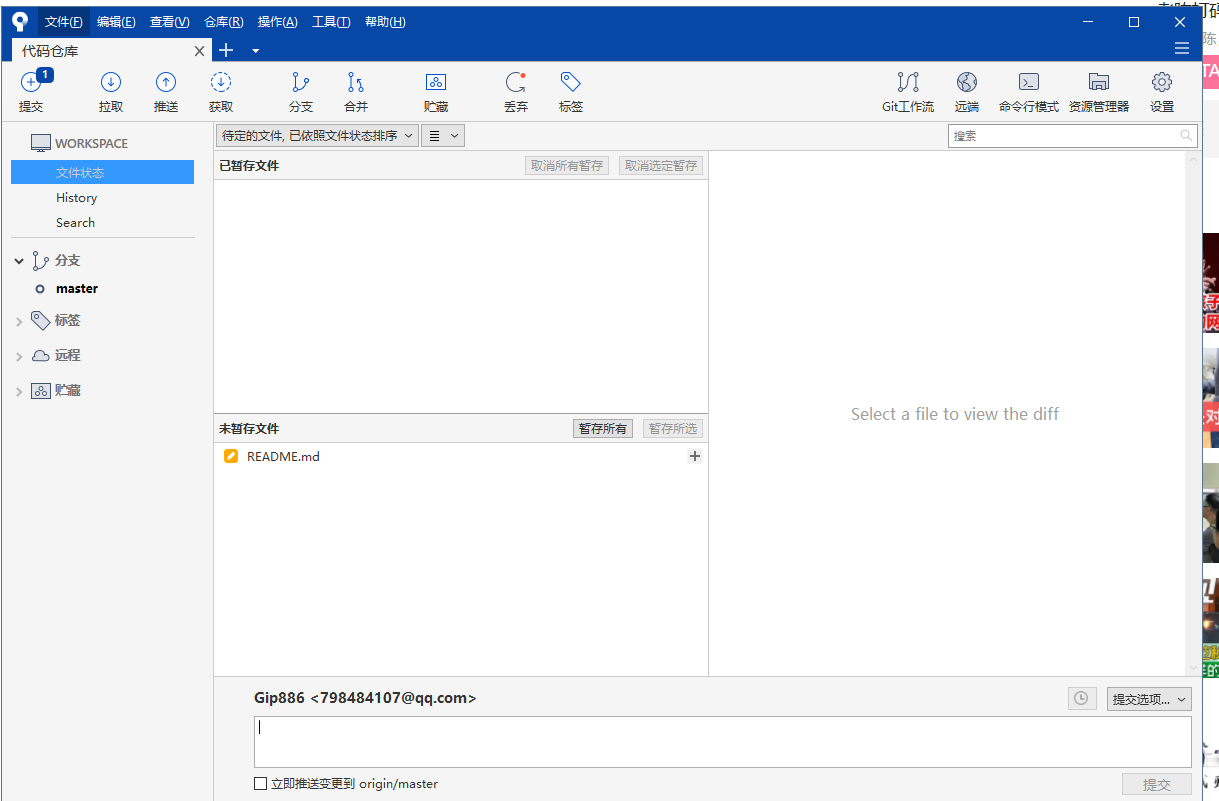 文件(F) 编辑(E) 查看(V) 仓库(R) 操作(A) 工具(T) 帮助(H)
代码仓库
1
提交 拉取 推送 获取 分支 合并 贮藏 丢弃 标签 Git工作流 远端 命令行模式 资源管理器 设置
WORKSPACE
文件状态
History
Search
分支
master
标签
远程
贮藏
待定的文件, 已依照文件状态排序
搜索
已暂存文件 取消所有暂存 取消选定暂存
未暂存文件 暂存所有 暂存所选
README.md
Select a file to view the diff
Gip886 <798484107@qq.com>
提交选项...
立即推送变更到 origin/master
提交
陈
TA